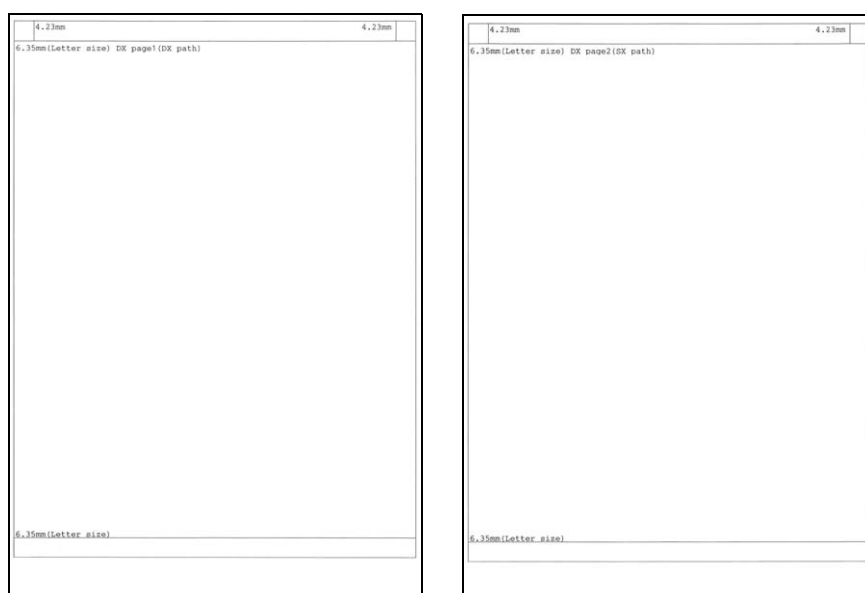 4.23mm 4.23mm
6.35mm(Letter size) DX page1(DX path)
6.35mm(Letter size)
4.23mm 4.23mm
6.35mm(Letter size) DX page2(SX path)
6.35mm(Letter size)